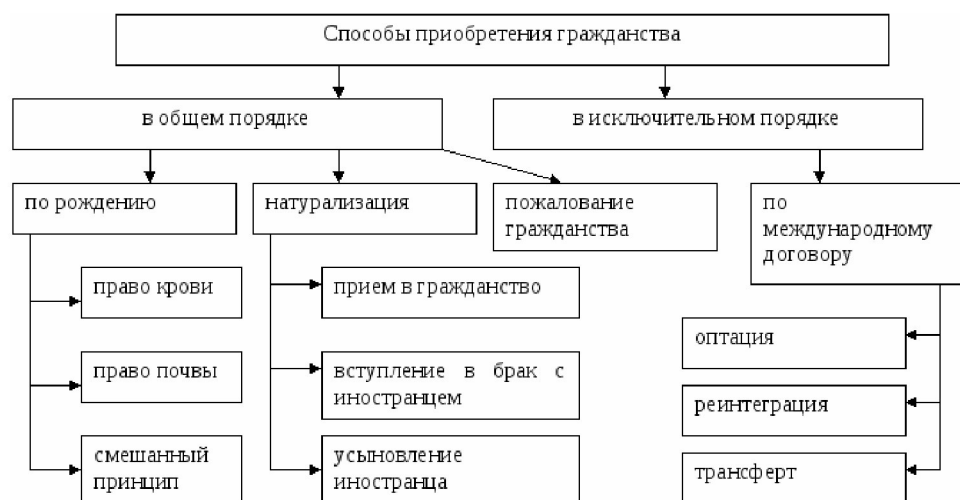 Способы приобретения гражданства
в общем порядке
в исключительном порядке
по рождению
натурализация
пожалование
гражданства
по
международному
договору
право крови
прием в гражданство
оптация
право почвы
вступление в брак с
иностранцем
реинтеграция
смешанный
принцип
усыновление
иностранца
трансферт